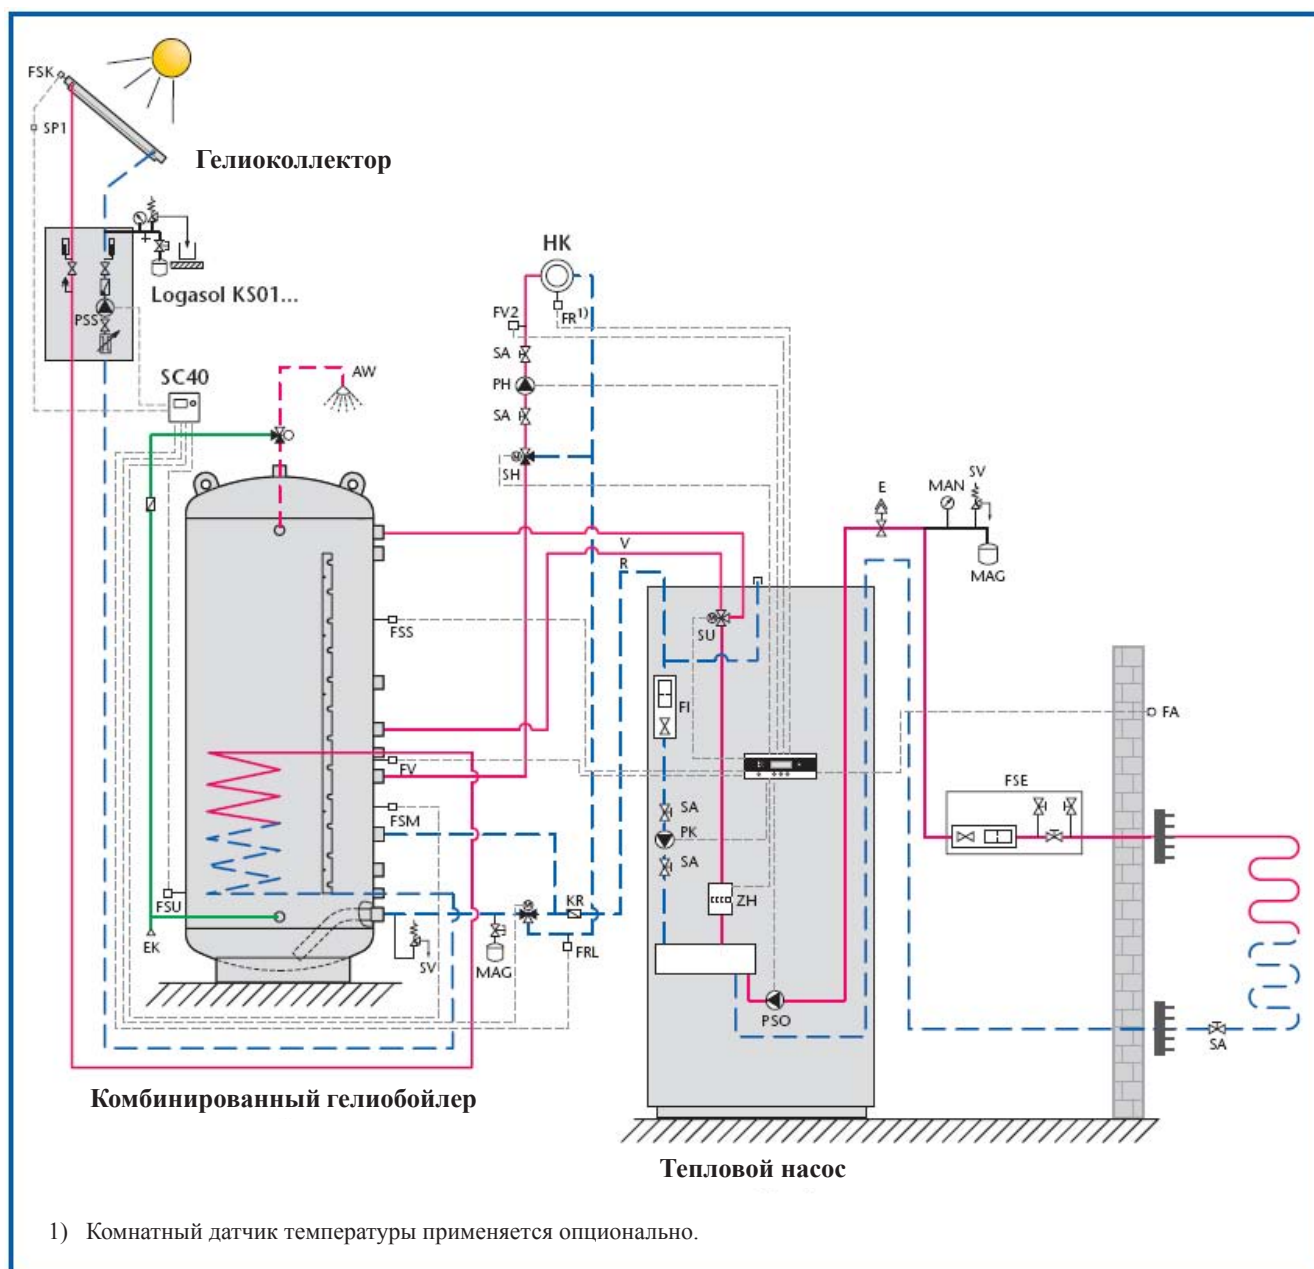 FSK
SP1
Гелиоколлектор
Logasol KS01...
PSS
SC40
AW
HK
FV2
FR¹⁾
SA
PH
SA
SH
E
MAN
SV
MAG
V
R
FSS
SU
FI
FA
FV
FSM
FSE
SA
PK
SA
ZH
FSU
KR
EK
SV
MAG
FRL
PSO
SA
M
M
M
Комбинированный гелиобойлер
Тепловой насос
1) Комнатный датчик температуры применяется опционально.